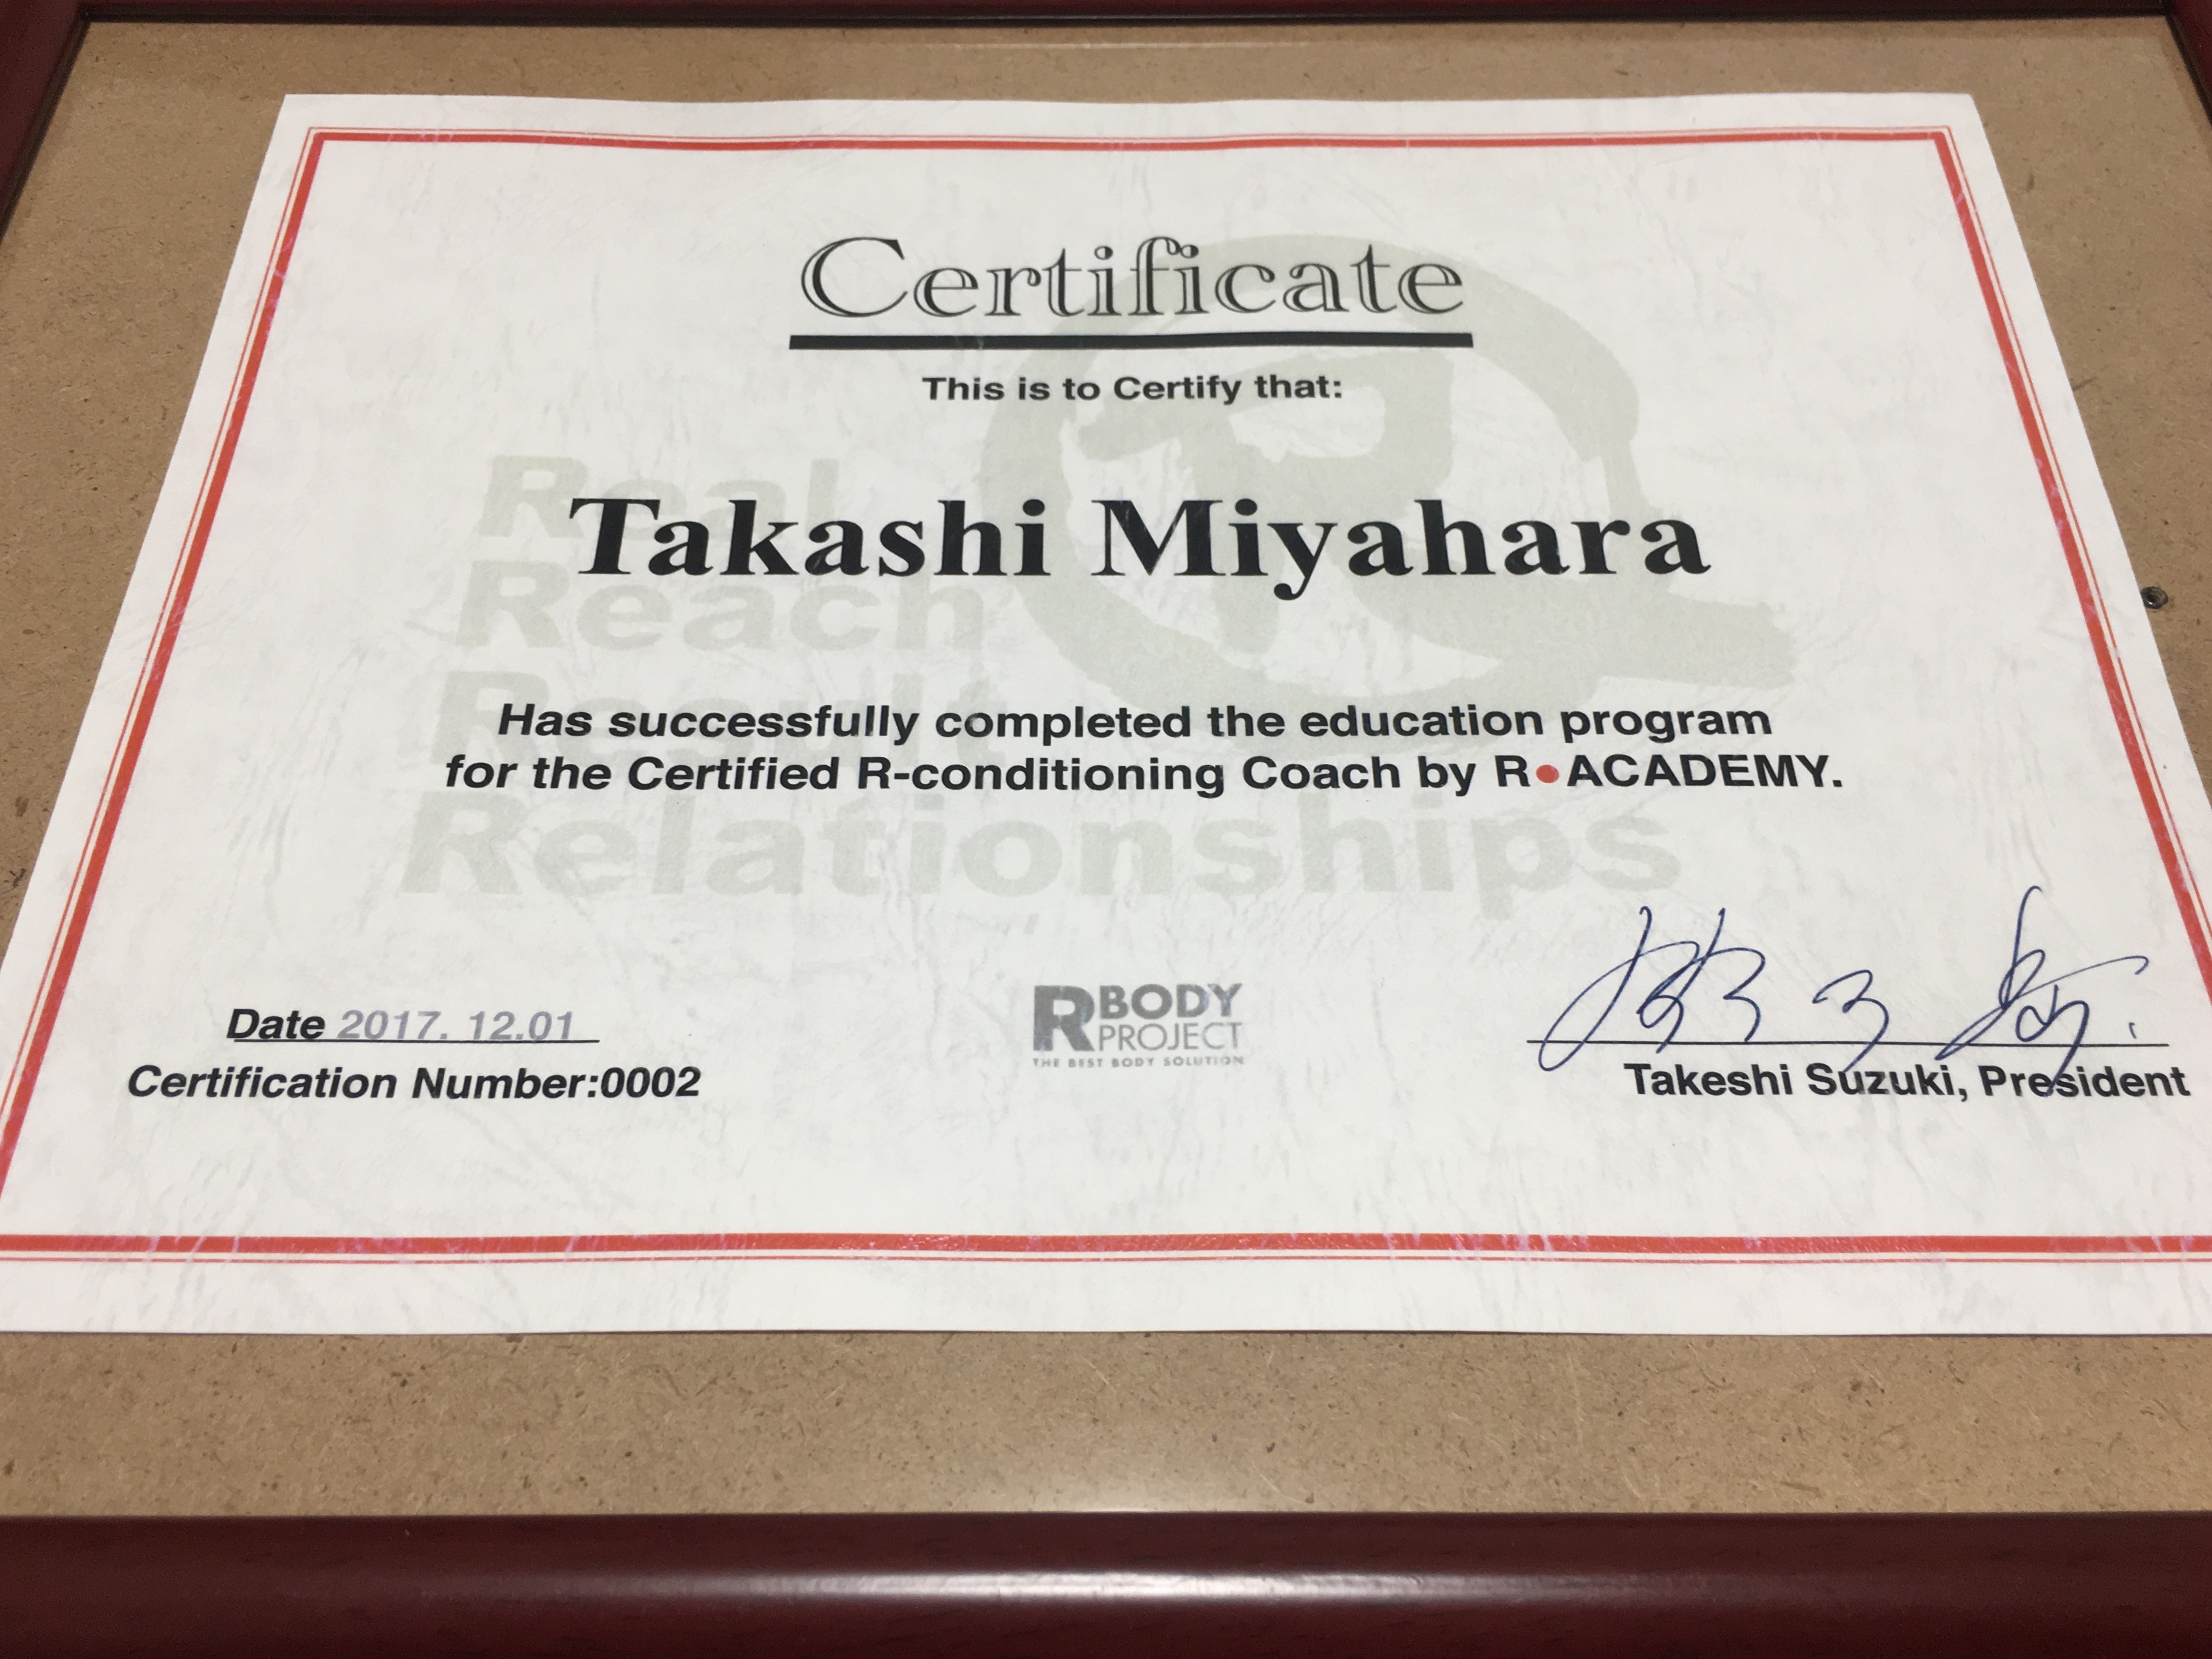 Certificate
This is to Certify that:
Real
Takashi Miyahara
Reach
Result
Has successfully completed the education program
for the Certified R-conditioning Coach by R•ACADEMY.
Relationships
R BODY
PROJECT
THE BEST BODY SOLUTION
Date 2017. 12.01
Certification Number:0002
Takeshi Suzuki, President